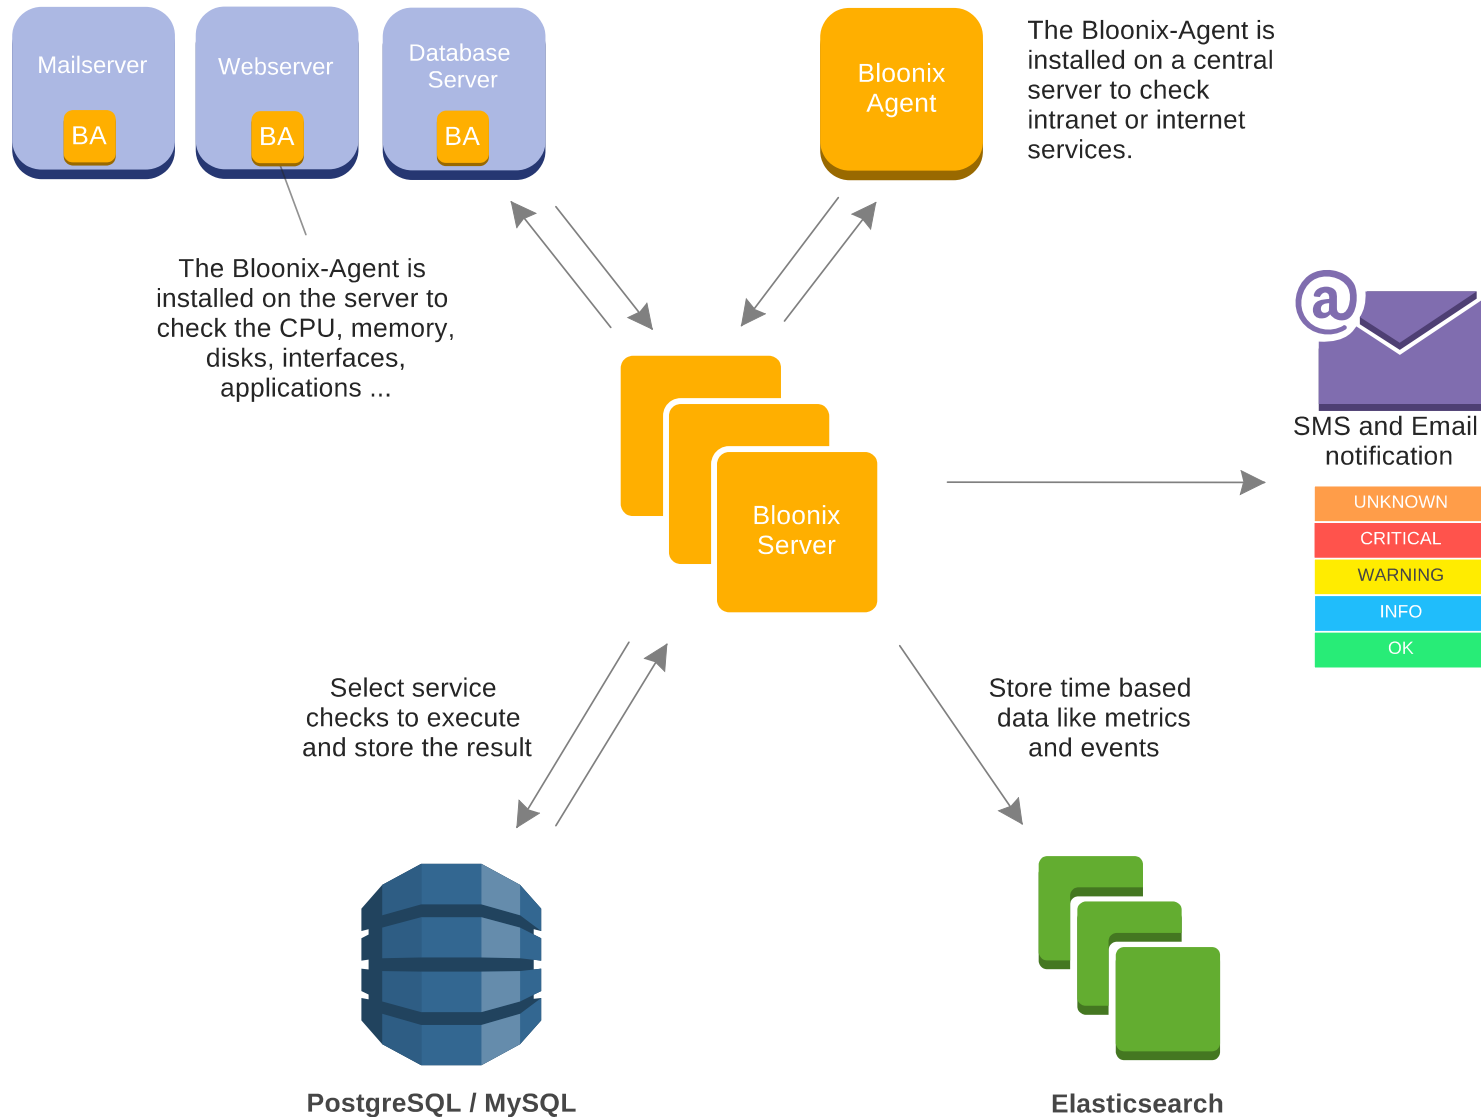 Mailserver
BA
Webserver
BA
Database
Server
BA
Bloonix
Agent
The Bloonix-Agent is
installed on a central
server to check
intranet or internet
services.
The Bloonix-Agent is
installed on the server to
check the CPU, memory,
disks, interfaces,
applications ...
@
SMS and Email
notification
UNKNOWN
CRITICAL
WARNING
INFO
OK
Bloonix
Server
Select service
checks to execute
and store the result
Store time based
data like metrics
and events
PostgreSQL / MySQL
Elasticsearch